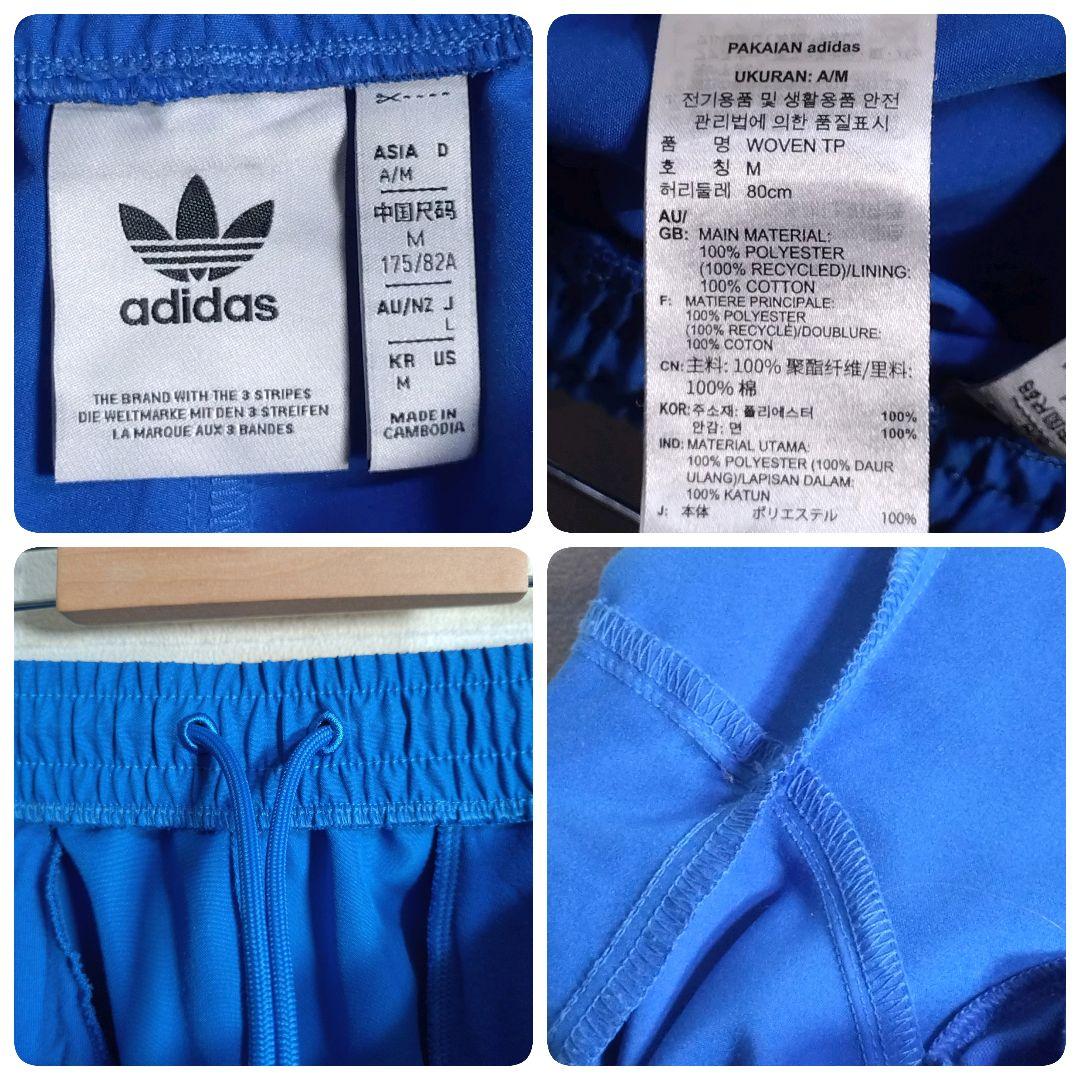 adidas
THE BRAND WITH THE 3 STRIPES
DIE WELTMARKE MIT DEN 3 STREIFEN
LA MARQUE AUX 3 BANDES
ASIA D
A/M
中国尺码
M
175/82A
AU/NZ J
L
KR US
M
MADE IN
CAMBODIA
PAKAIAN adidas
UKURAN: A/M
전기용품 및 생활용품 안전
관리법에 의한 품질표시
품 명 WOVEN TP
호 칭 M
허리둘레 80cm
AU/
GB: MAIN MATERIAL:
100% POLYESTER
(100% RECYCLED)/LINING:
100% COTTON
F: MATIERE PRINCIPALE:
100% POLYESTER
(100% RECYCLÉ)/DOUBLURE:
100% COTON
CN: 主料: 100% 聚酯纤维/里料:
100% 棉
KOR: 주소재: 폴리에스터 100%
안감: 면 100%
IND: MATERIAL UTAMA:
100% POLYESTER (100% DAUR
ULANG)/LAPISAN DALAM:
100% KATUN
J: 本体 ポリエステル 100%